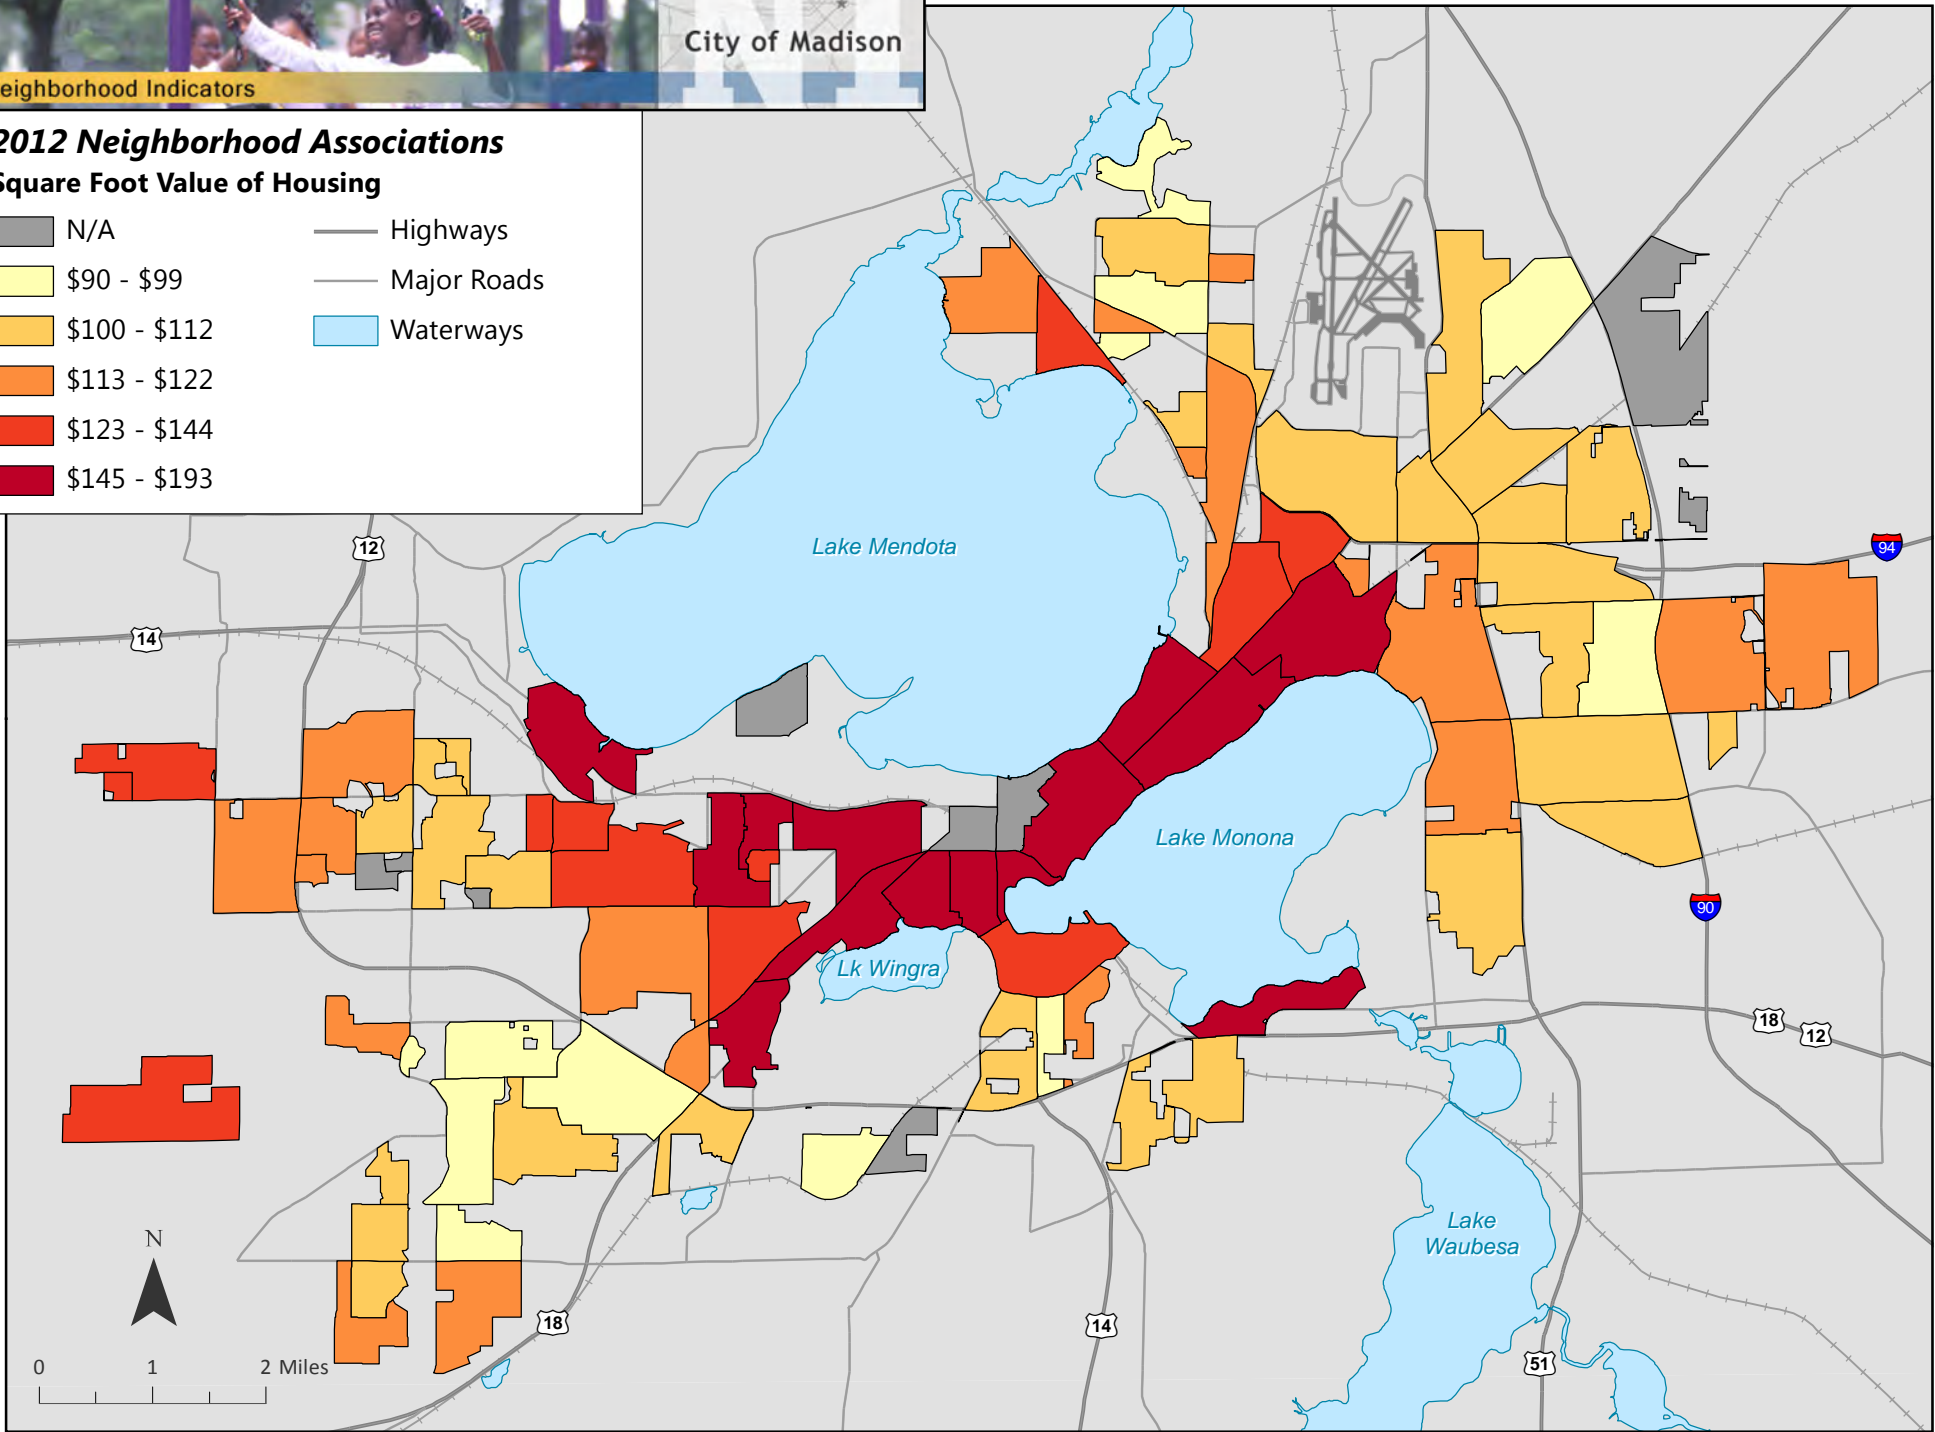 City of Madison
eighborhood Indicators
2012 Neighborhood Associations
Square Foot Value of Housing
N/A
$90 - $99
$100 - $112
$113 - $122
$123 - $144
$145 - $193
Highways
Major Roads
Waterways
12
Lake Mendota
94
14
Lake Monona
90
Lk Wingra
18
12
Lake
Waubesa
N
18
14
51
0 1 2 Miles